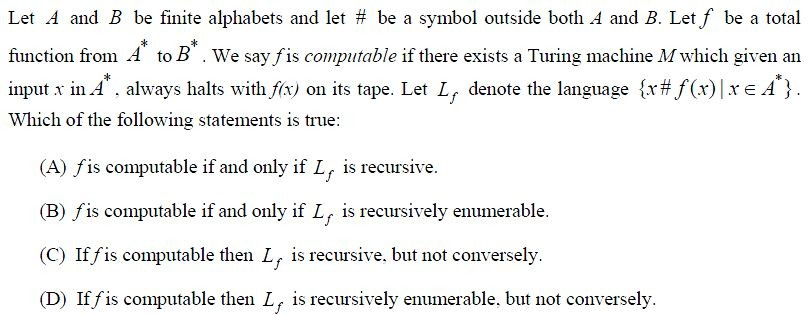 Let A and B be finite alphabets and let # be a symbol outside both A and B. Let f be a total
function from A* to B*. We say f is computable if there exists a Turing machine M which given an
input x in A*, always halts with f(x) on its tape. Let L_f denote the language {x# f(x) | x ∈ A*}.
Which of the following statements is true:
(A) f is computable if and only if L_f is recursive.
(B) f is computable if and only if L_f is recursively enumerable.
(C) If f is computable then L_f is recursive, but not conversely.
(D) If f is computable then L_f is recursively enumerable, but not conversely.